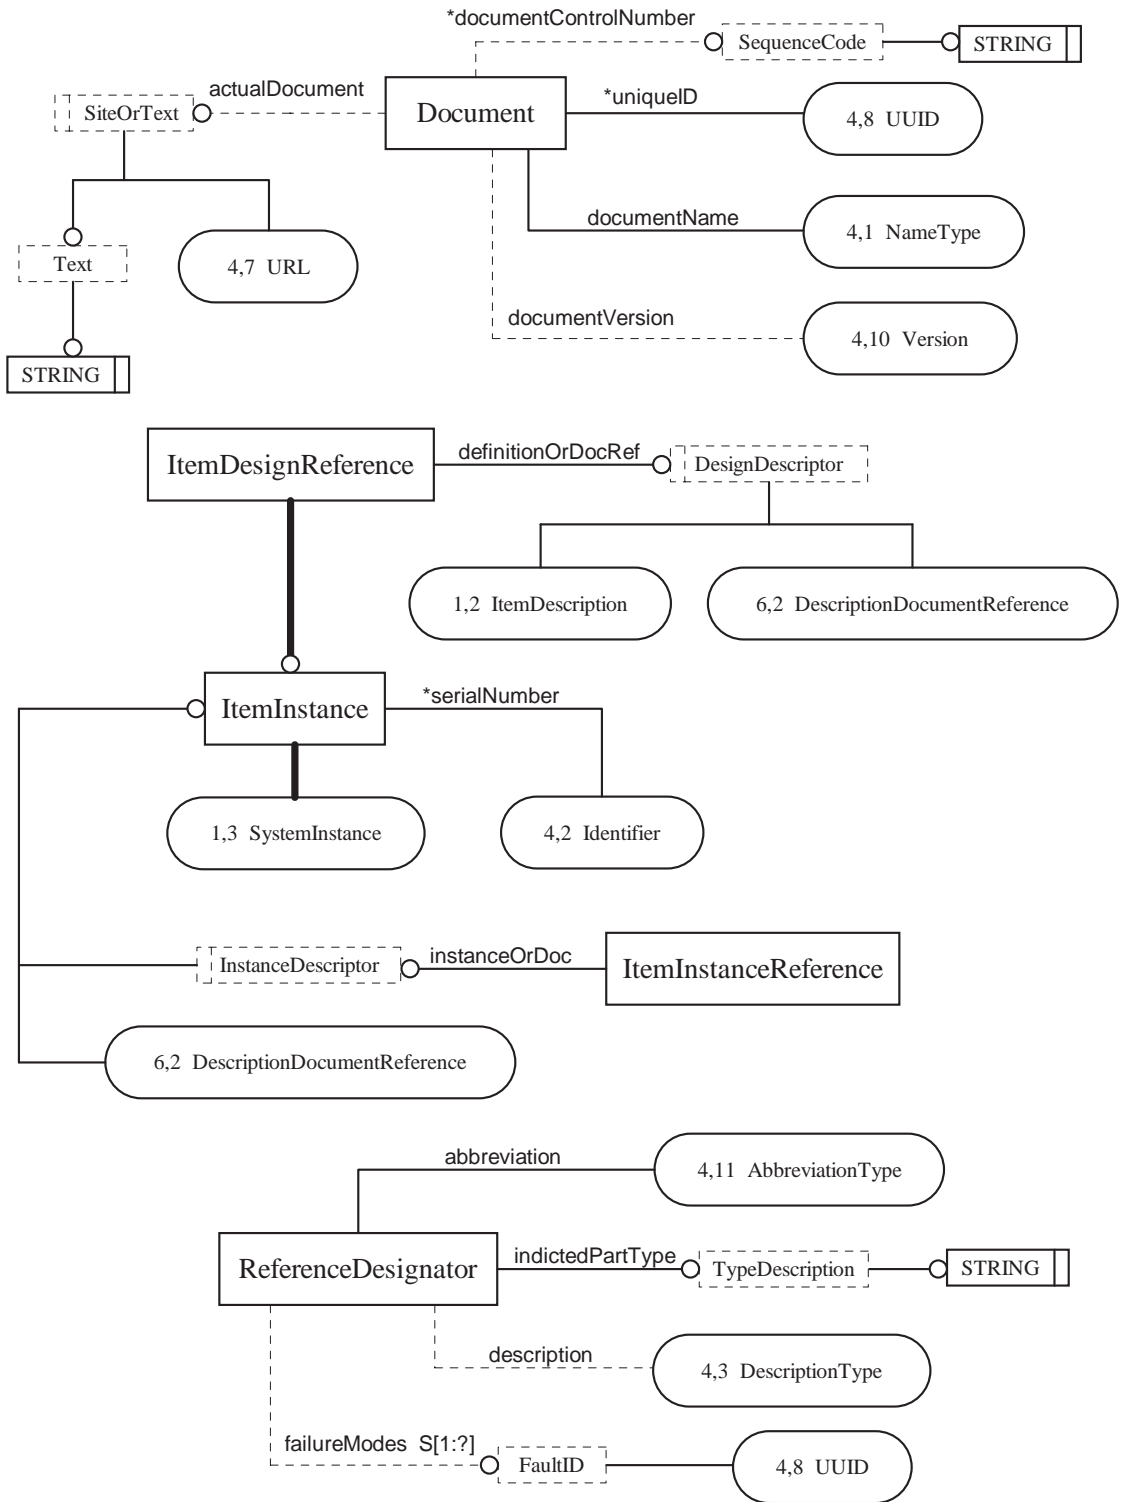 *documentControlNumber
SequenceCode
STRING
SiteOrText
actualDocument
Document
*uniqueID
4,8 UUID
documentName
4,1 NameType
Text
4,7 URL
documentVersion
4,10 Version
STRING
ItemDesignReference
definitionOrDocRef
DesignDescriptor
1,2 ItemDescription
6,2 DescriptionDocumentReference
ItemInstance
*serialNumber
1,3 SystemInstance
4,2 Identifier
InstanceDescriptor
instanceOrDoc
ItemInstanceReference
6,2 DescriptionDocumentReference
abbreviation
4,11 AbbreviationType
ReferenceDesignator
indictedPartType
TypeDescription
STRING
description
4,3 DescriptionType
failureModes S[1:?]
FaultID
4,8 UUID